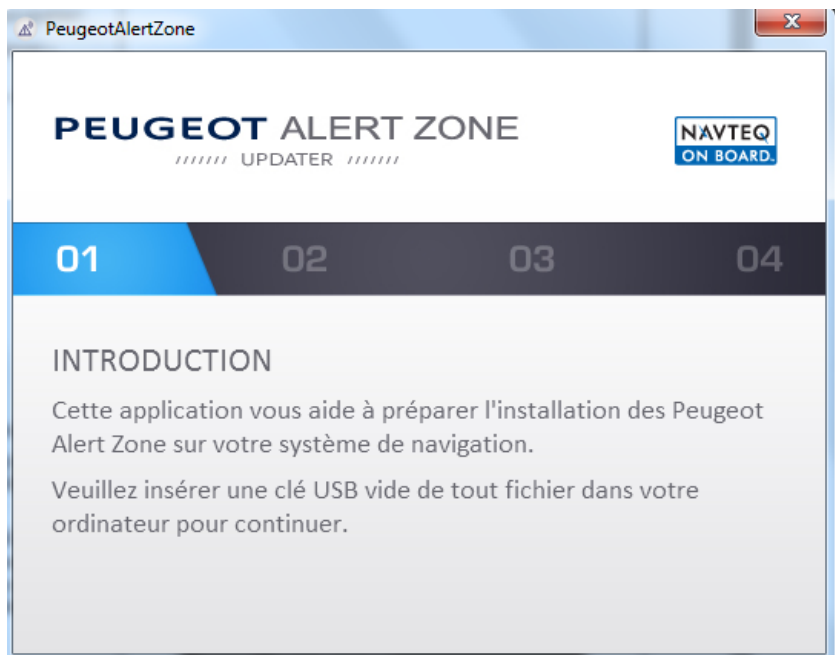 PeugeotAlertZone
PEUGEOT ALERT ZONE
/////// UPDATER ///////
NAVTEQ
ON BOARD.
01 02 03 04
INTRODUCTION
Cette application vous aide à préparer l'installation des Peugeot
Alert Zone sur votre système de navigation.
Veuillez insérer une clé USB vide de tout fichier dans votre
ordinateur pour continuer.